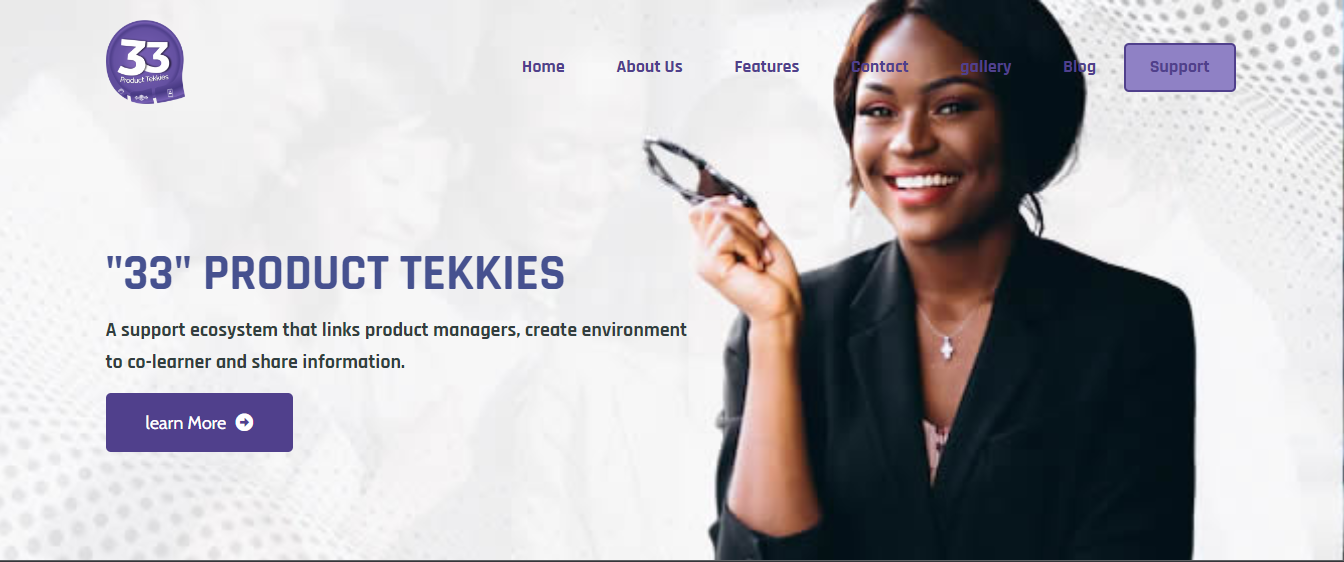 33
Product Tekkies.
Home About Us Features Contact gallery Blog Support
"33" PRODUCT TEKKIES
A support ecosystem that links product managers, create environment
to co-learner and share information.
learn More